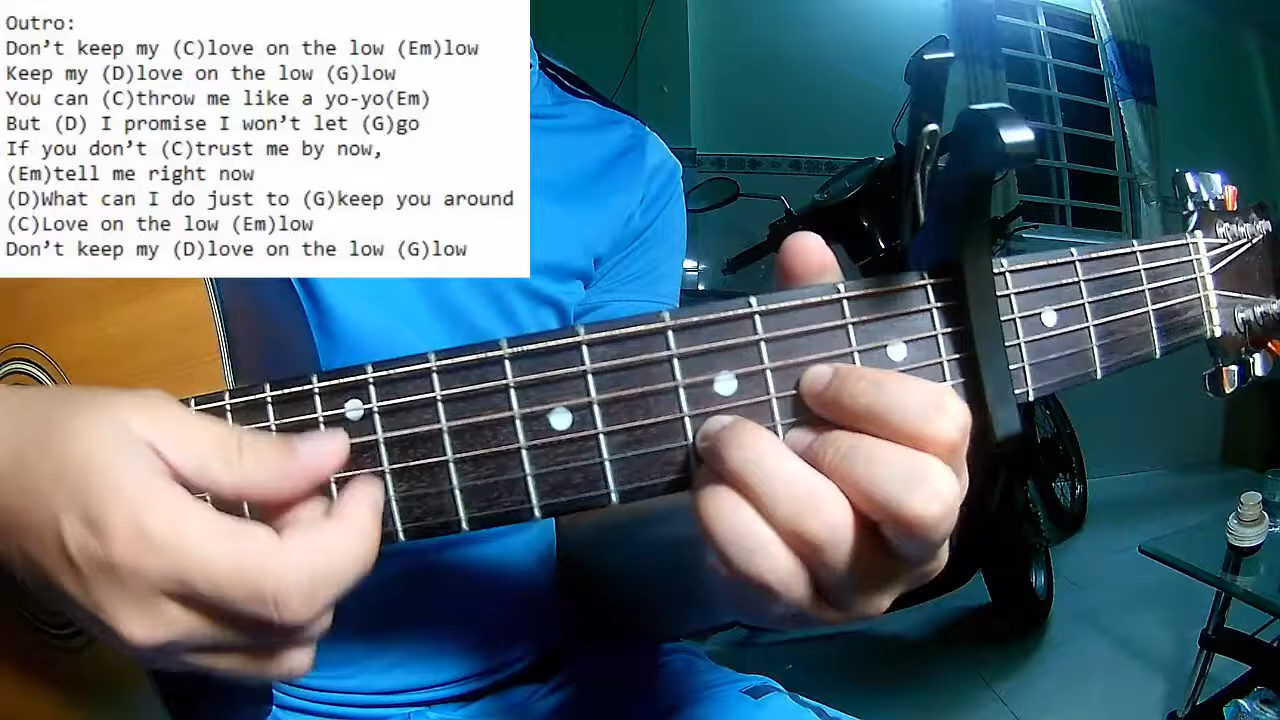 Outro:
Don’t keep my (C)love on the low (Em)low
Keep my (D)love on the low (G)low
You can (C)throw me like a yo-yo(Em)
But (D) I promise I won’t let (G)go
If you don’t (C)trust me by now,
(Em)tell me right now
(D)What can I do just to (G)keep you around
(C)Love on the low (Em)low
Don’t keep my (D)love on the low (G)low